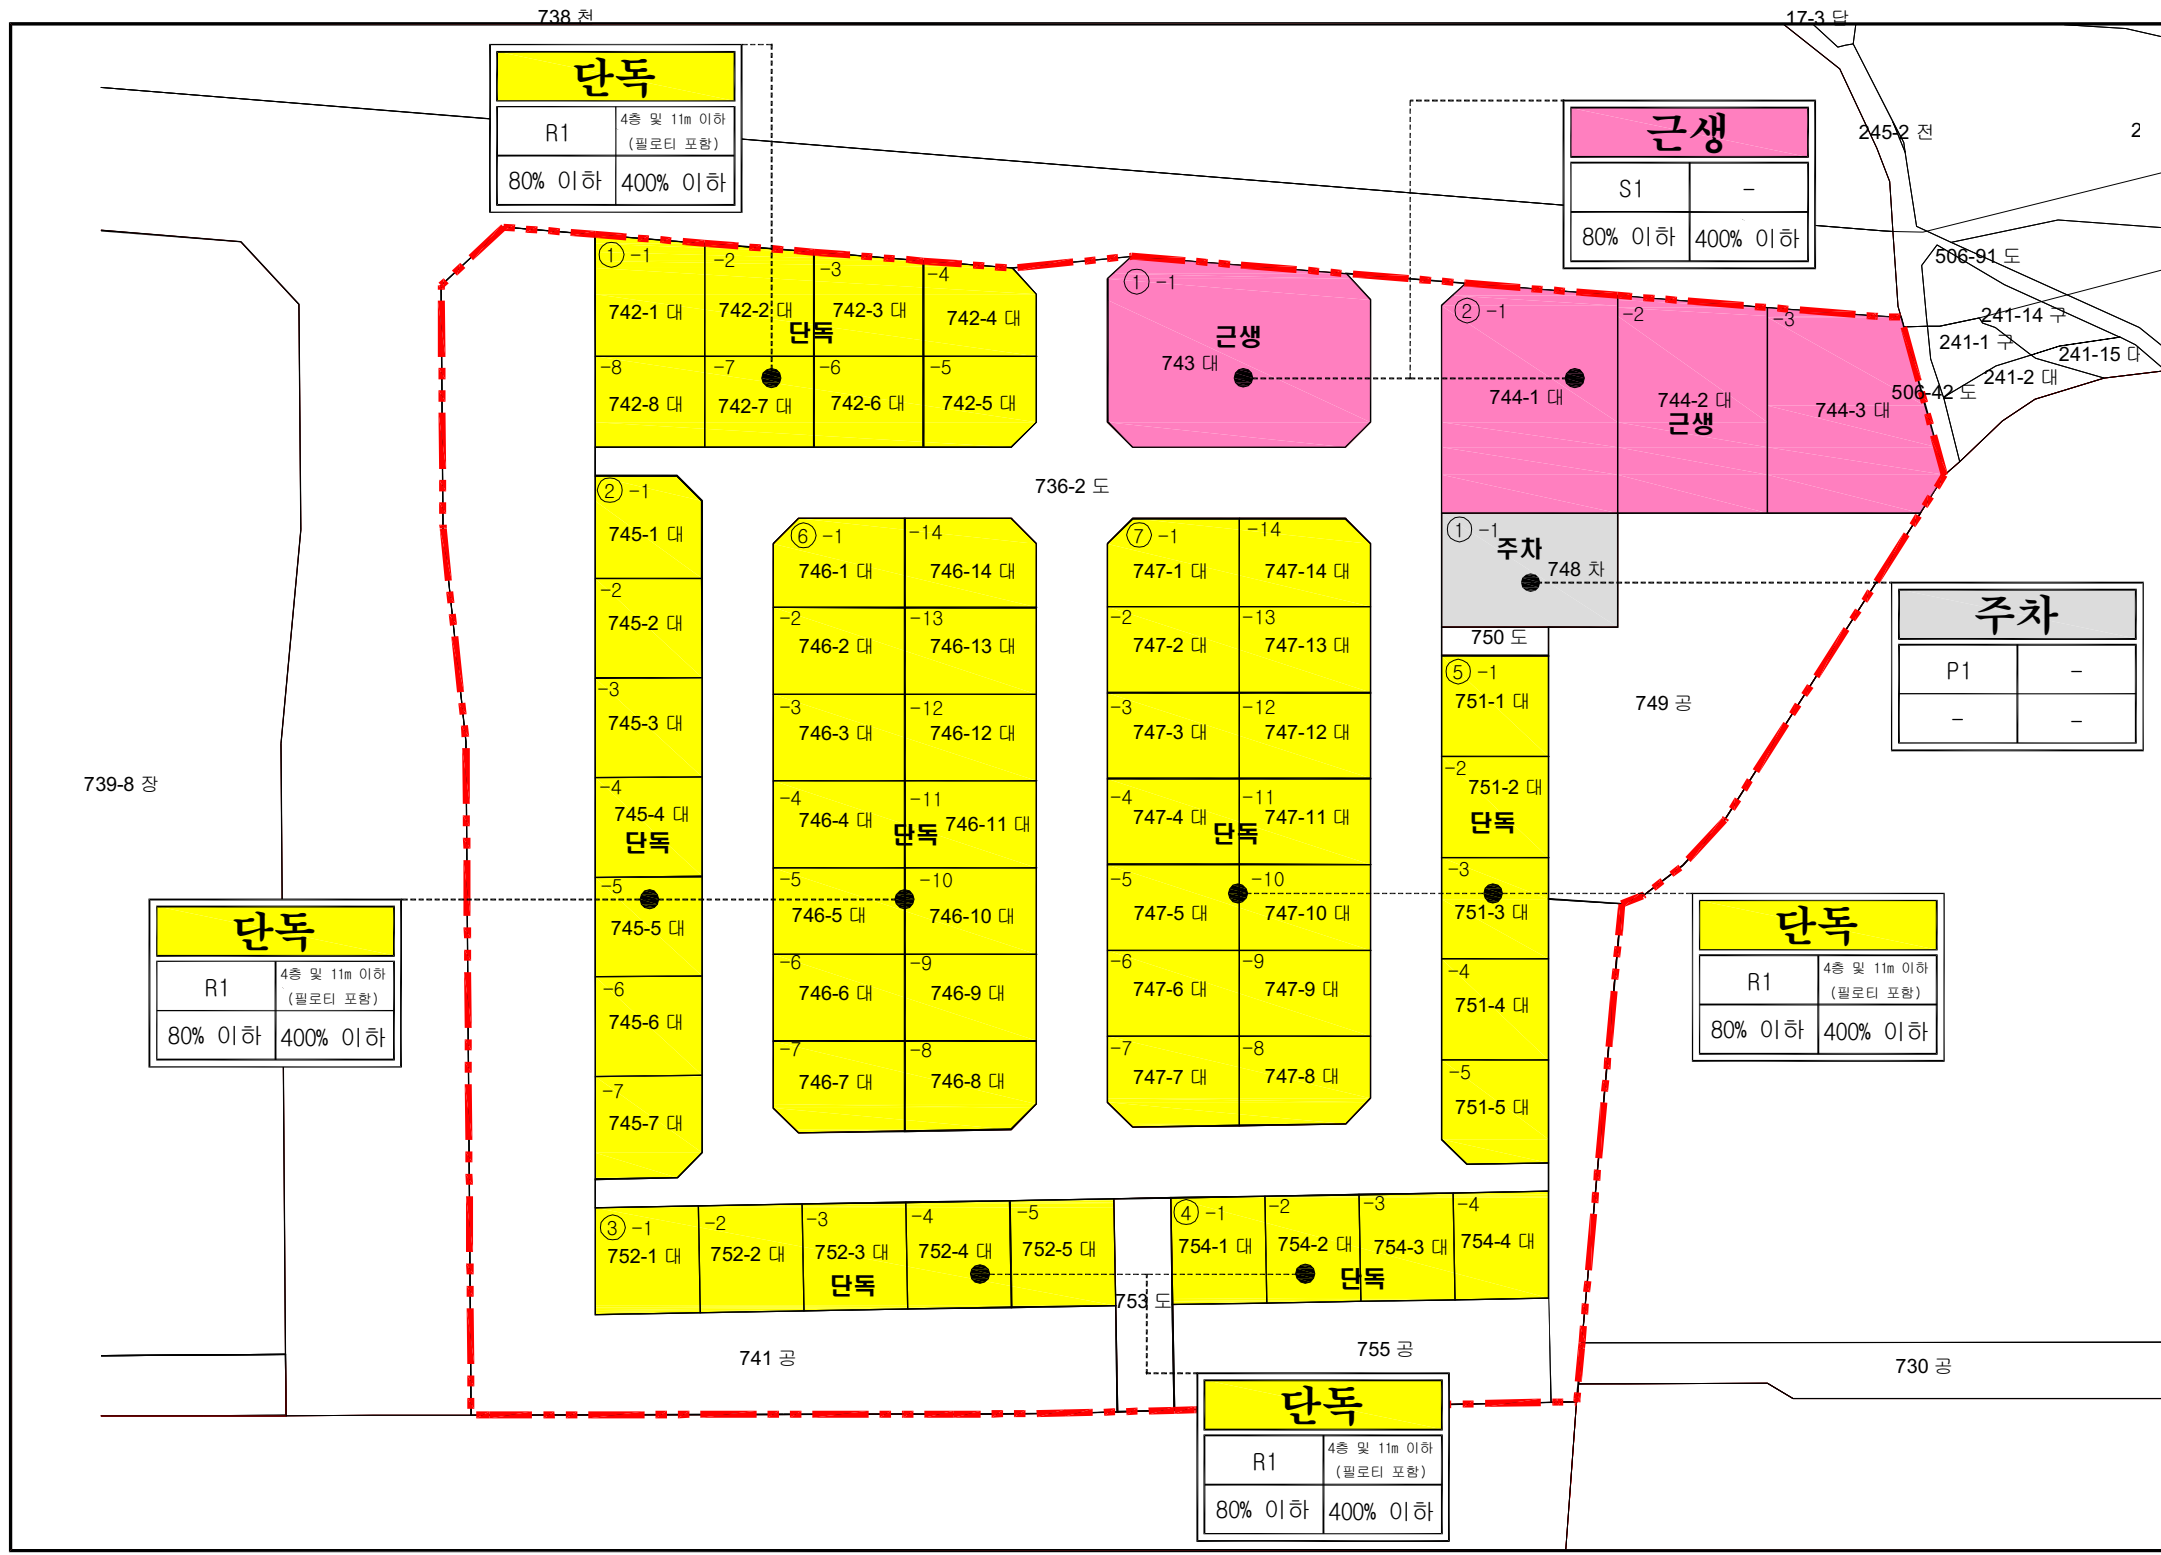 738 천
17-3 답
단독
R1
4층 및 11m 이하
(필로티 포함)
80% 이하
400% 이하
근생
S1
-
80% 이하
400% 이하
245-2 전
2
506-91 도
241-14 구
241-1 구
241-15 대
241-2 대
506-42 도
① -1
-2
-3
-4
742-1 대
742-2 대
742-3 대
742-4 대
단독
-8
-7
-6
-5
742-8 대
742-7 대
742-6 대
742-5 대
① -1
근생
743 대
② -1
-2
-3
744-1 대
744-2 대
744-3 대
근생
736-2 도
② -1
745-1 대
-2
745-2 대
-3
745-3 대
-4
745-4 대
단독
-5
745-5 대
-6
745-6 대
-7
745-7 대
⑥ -1
-14
746-1 대
746-14 대
-2
-13
746-2 대
746-13 대
-3
-12
746-3 대
746-12 대
-4
-11
746-4 대
746-11 대
단독
-5
-10
746-5 대
746-10 대
-6
-9
746-6 대
746-9 대
-7
-8
746-7 대
746-8 대
⑦ -1
-14
747-1 대
747-14 대
-2
-13
747-2 대
747-13 대
-3
-12
747-3 대
747-12 대
-4
-11
747-4 대
747-11 대
단독
-5
-10
747-5 대
747-10 대
-6
-9
747-6 대
747-9 대
-7
-8
747-7 대
747-8 대
① -1
주차
748 차
750 도
주차
P1
-
-
-
749 공
⑤ -1
751-1 대
-2
751-2 대
단독
-3
751-3 대
-4
751-4 대
-5
751-5 대
739-8 장
단독
R1
4층 및 11m 이하
(필로티 포함)
80% 이하
400% 이하
단독
R1
4층 및 11m 이하
(필로티 포함)
80% 이하
400% 이하
③ -1
-2
-3
-4
-5
752-1 대
752-2 대
752-3 대
752-4 대
752-5 대
단독
④ -1
-2
-3
-4
754-1 대
754-2 대
754-3 대
754-4 대
단독
753 도
741 공
755 공
730 공
단독
R1
4층 및 11m 이하
(필로티 포함)
80% 이하
400% 이하